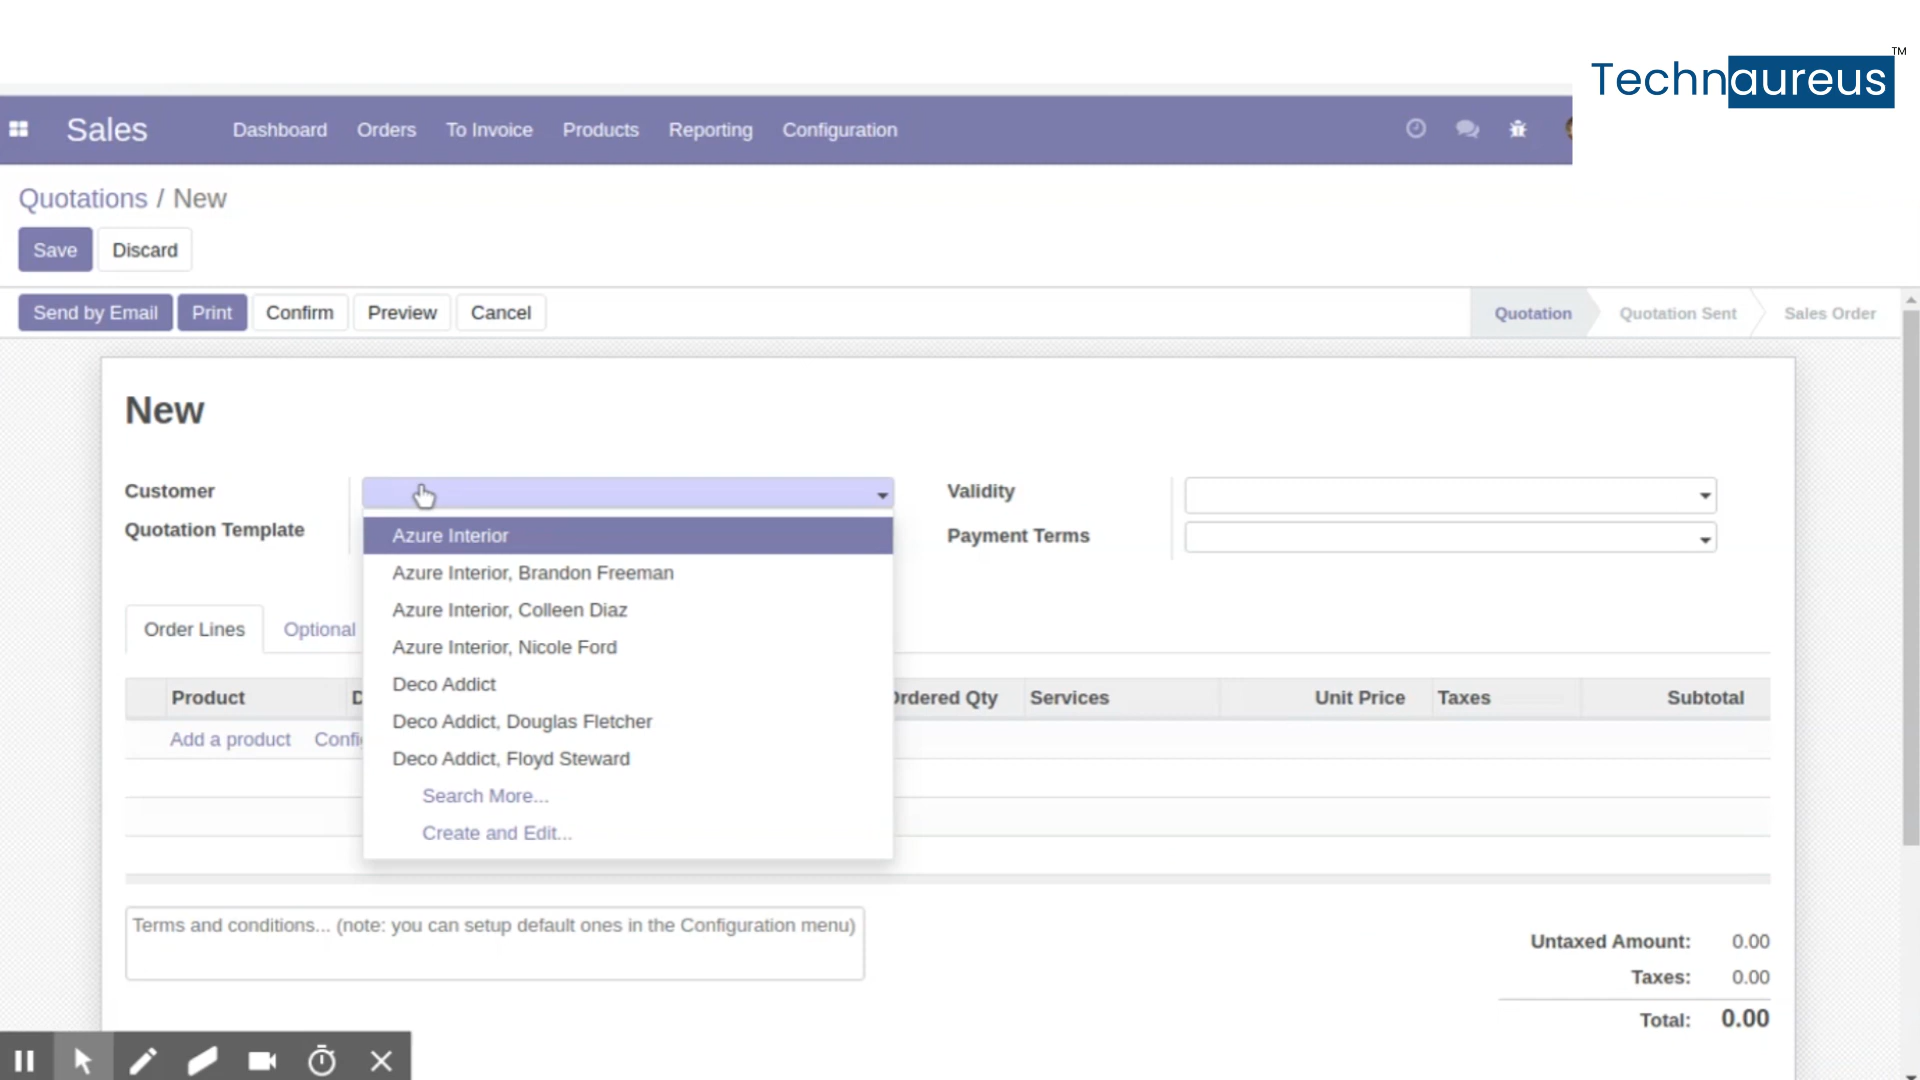 Technaureus™
Sales Dashboard Orders To Invoice Products Reporting Configuration
Quotations / New
Save Discard
Send by Email Print Confirm Preview Cancel Quotation Quotation Sent Sales Order
New
Customer Validity
Quotation Template Payment Terms
Azure Interior
Azure Interior, Brandon Freeman
Azure Interior, Colleen Diaz
Azure Interior, Nicole Ford
Deco Addict
Deco Addict, Douglas Fletcher
Deco Addict, Floyd Steward
Search More...
Create and Edit...
Order Lines Optional
Product D Ordered Qty Services Unit Price Taxes Subtotal
Add a product Confi
Terms and conditions... (note: you can setup default ones in the Configuration menu)
Untaxed Amount: 0.00
Taxes: 0.00
Total: 0.00